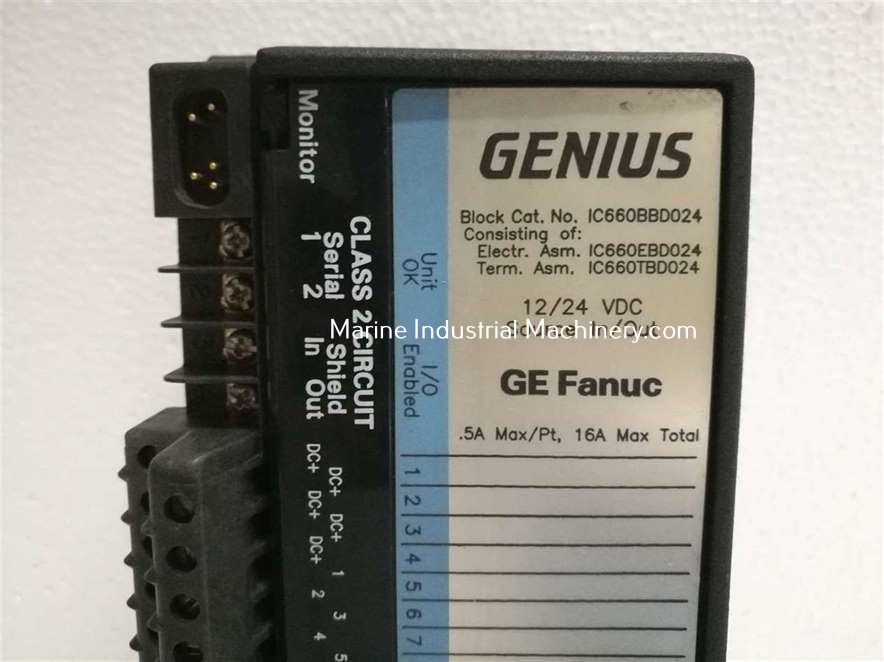 GENIUS
Block Cat. No. IC660BBD024
Consisting of:
Electr. Asm. IC660EBD024
Term. Asm. IC660TBD024
12/24 VDC
Source In/Out
GE Fanuc
.5A Max/Pt, 16A Max Total
Marine Industrial Machinery.com
Monitor
CLASS 2 CIRCUIT
Serial Shield
1 2 In Out
Unit
OK
I/O
Enabled
DC+ DC+ 1 3 5
DC+ DC+ DC+ 2 4
1 2 3 4 5 6 7